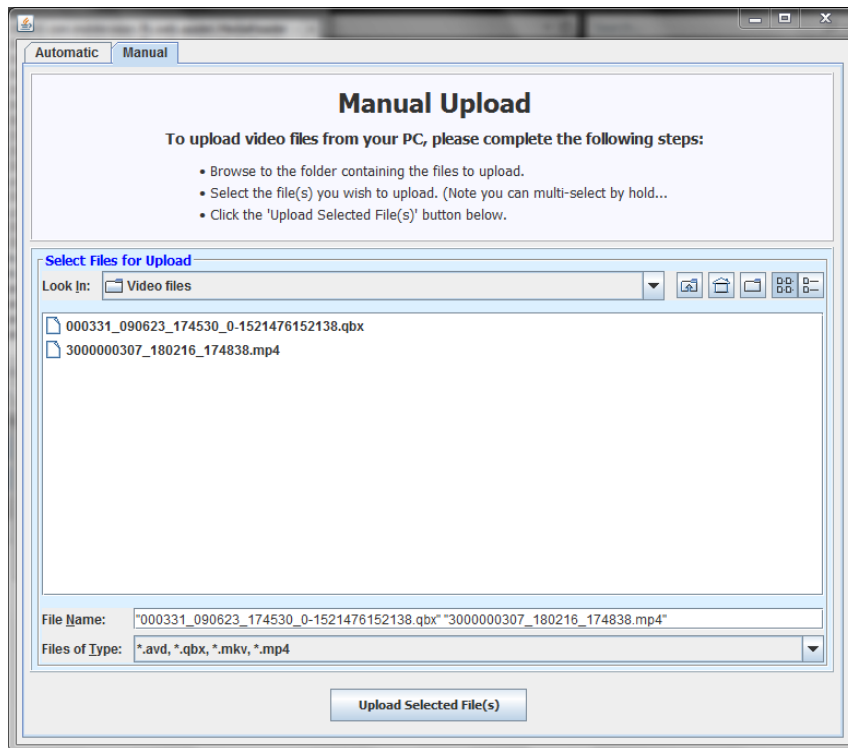 Automatic
Manual
Manual Upload
To upload video files from your PC, please complete the following steps:
• Browse to the folder containing the files to upload.
• Select the file(s) you wish to upload. (Note you can multi-select by hold...
• Click the 'Upload Selected File(s)' button below.
Select Files for Upload
Look In: Video files
000331_090623_174530_0-1521476152138.qbx
3000000307_180216_174838.mp4
File Name: "000331_090623_174530_0-1521476152138.qbx" "3000000307_180216_174838.mp4"
Files of Type: *.avd, *.qbx, *.mkv, *.mp4
Upload Selected File(s)